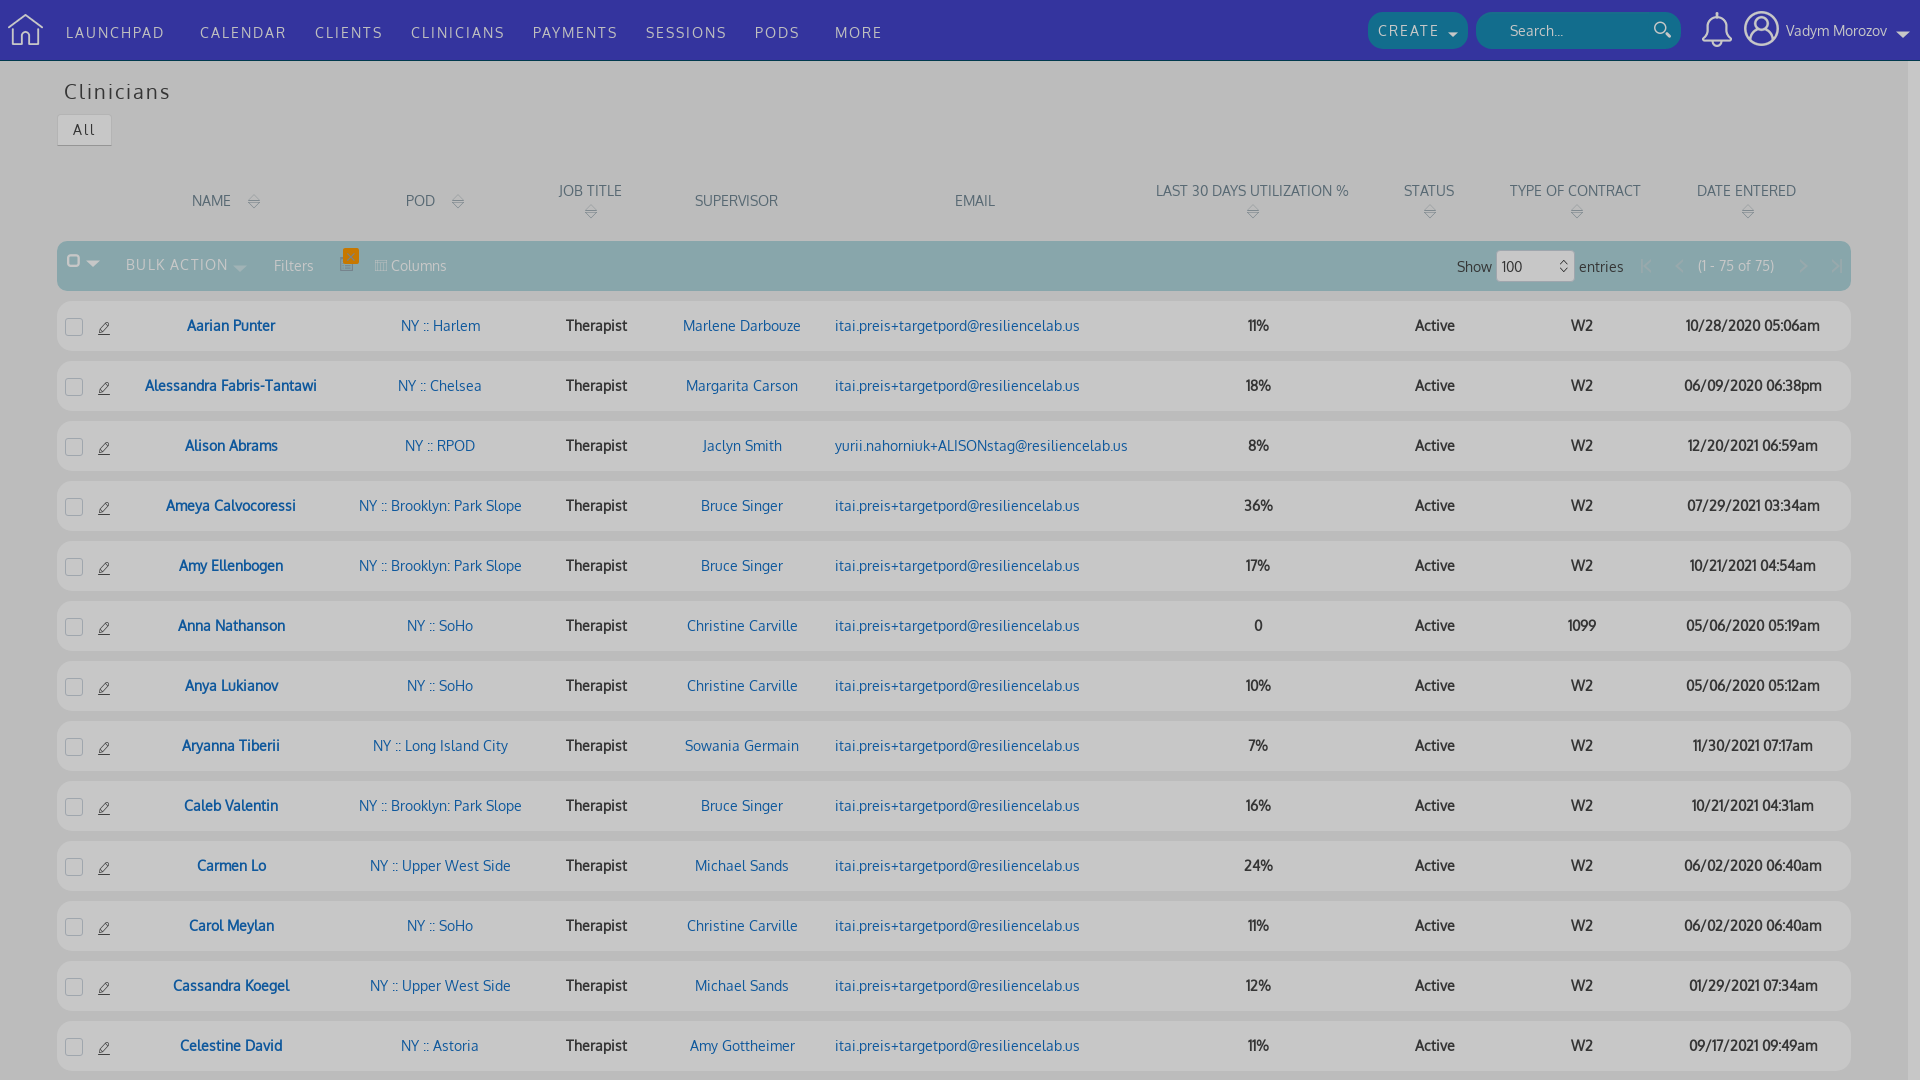 LAUNCHPAD CALENDAR CLIENTS CLINICIANS PAYMENTS SESSIONS PODS MORE CREATE Search... Vadym Morozov
Clinicians
All
NAME POD JOB TITLE SUPERVISOR EMAIL LAST 30 DAYS UTILIZATION % STATUS TYPE OF CONTRACT DATE ENTERED
BULK ACTION Filters Columns Show 100 entries (1 - 75 of 75)
Aarian Punter NY :: Harlem Therapist Marlene Darbouze itai.preis+targetpord@resiliencelab.us 11% Active W2 10/28/2020 05:06am
Alessandra Fabris-Tantawi NY :: Chelsea Therapist Margarita Carson itai.preis+targetpord@resiliencelab.us 18% Active W2 06/09/2020 06:38pm
Alison Abrams NY :: RPOD Therapist Jaclyn Smith yurii.nahorniuk+ALISONstag@resiliencelab.us 8% Active W2 12/20/2021 06:59am
Ameya Calvocoressi NY :: Brooklyn: Park Slope Therapist Bruce Singer itai.preis+targetpord@resiliencelab.us 36% Active W2 07/29/2021 03:34am
Amy Ellenbogen NY :: Brooklyn: Park Slope Therapist Bruce Singer itai.preis+targetpord@resiliencelab.us 17% Active W2 10/21/2021 04:54am
Anna Nathanson NY :: SoHo Therapist Christine Carville itai.preis+targetpord@resiliencelab.us 0 Active 1099 05/06/2020 05:19am
Anya Lukianov NY :: SoHo Therapist Christine Carville itai.preis+targetpord@resiliencelab.us 10% Active W2 05/06/2020 05:12am
Aryanna Tiberii NY :: Long Island City Therapist Sowania Germain itai.preis+targetpord@resiliencelab.us 7% Active W2 11/30/2021 07:17am
Caleb Valentin NY :: Brooklyn: Park Slope Therapist Bruce Singer itai.preis+targetpord@resiliencelab.us 16% Active W2 10/21/2021 04:31am
Carmen Lo NY :: Upper West Side Therapist Michael Sands itai.preis+targetpord@resiliencelab.us 24% Active W2 06/02/2020 06:40am
Carol Meylan NY :: SoHo Therapist Christine Carville itai.preis+targetpord@resiliencelab.us 11% Active W2 06/02/2020 06:40am
Cassandra Koegel NY :: Upper West Side Therapist Michael Sands itai.preis+targetpord@resiliencelab.us 12% Active W2 01/29/2021 07:34am
Celestine David NY :: Astoria Therapist Amy Gottheimer itai.preis+targetpord@resiliencelab.us 11% Active W2 09/17/2021 09:49am